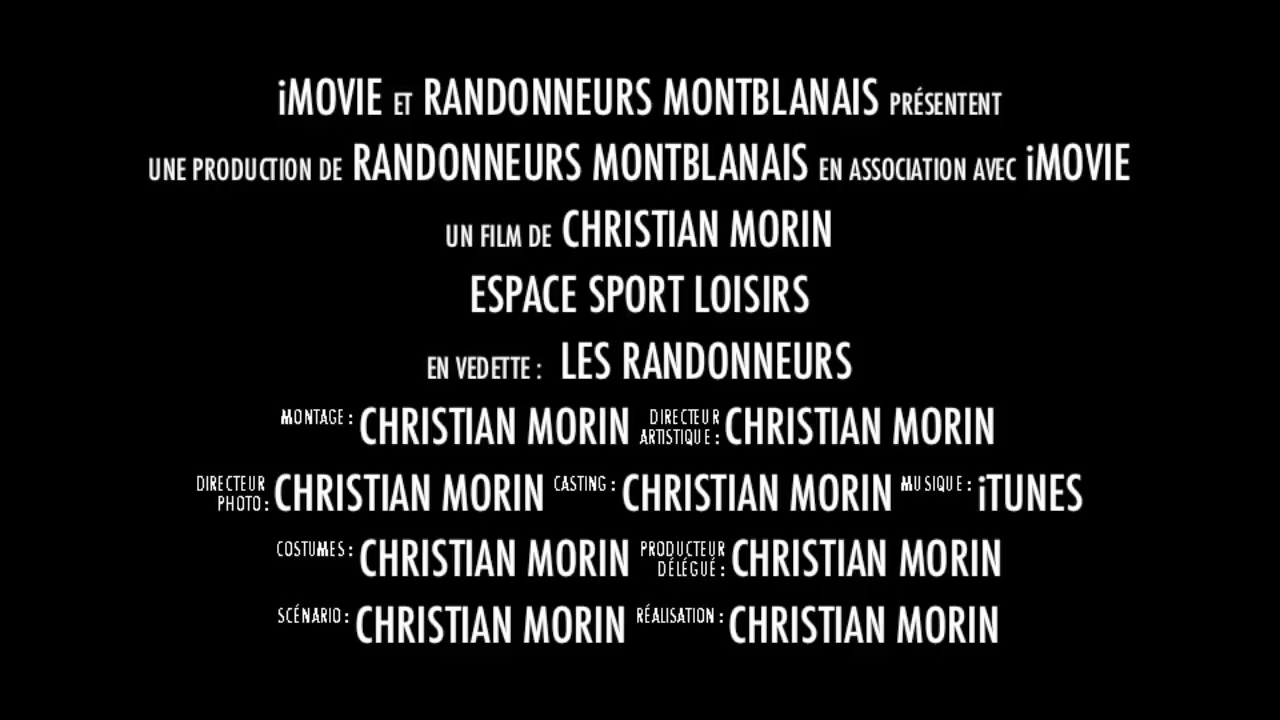 iMOVIE ET RANDONNEURS MONTBLANAIS PRÉSENTENT
UNE PRODUCTION DE RANDONNEURS MONTBLANAIS EN ASSOCIATION AVEC iMOVIE
UN FILM DE CHRISTIAN MORIN
ESPACE SPORT LOISIRS
EN VEDETTE : LES RANDONNEURS
MONTAGE : CHRISTIAN MORIN DIRECTEUR ARTISTIQUE : CHRISTIAN MORIN
DIRECTEUR PHOTO : CHRISTIAN MORIN CASTING : CHRISTIAN MORIN MUSIQUE : iTUNES
COSTUMES : CHRISTIAN MORIN PRODUCTEUR DÉLÉGUÉ : CHRISTIAN MORIN
SCÉNARIO : CHRISTIAN MORIN RÉALISATION : CHRISTIAN MORIN